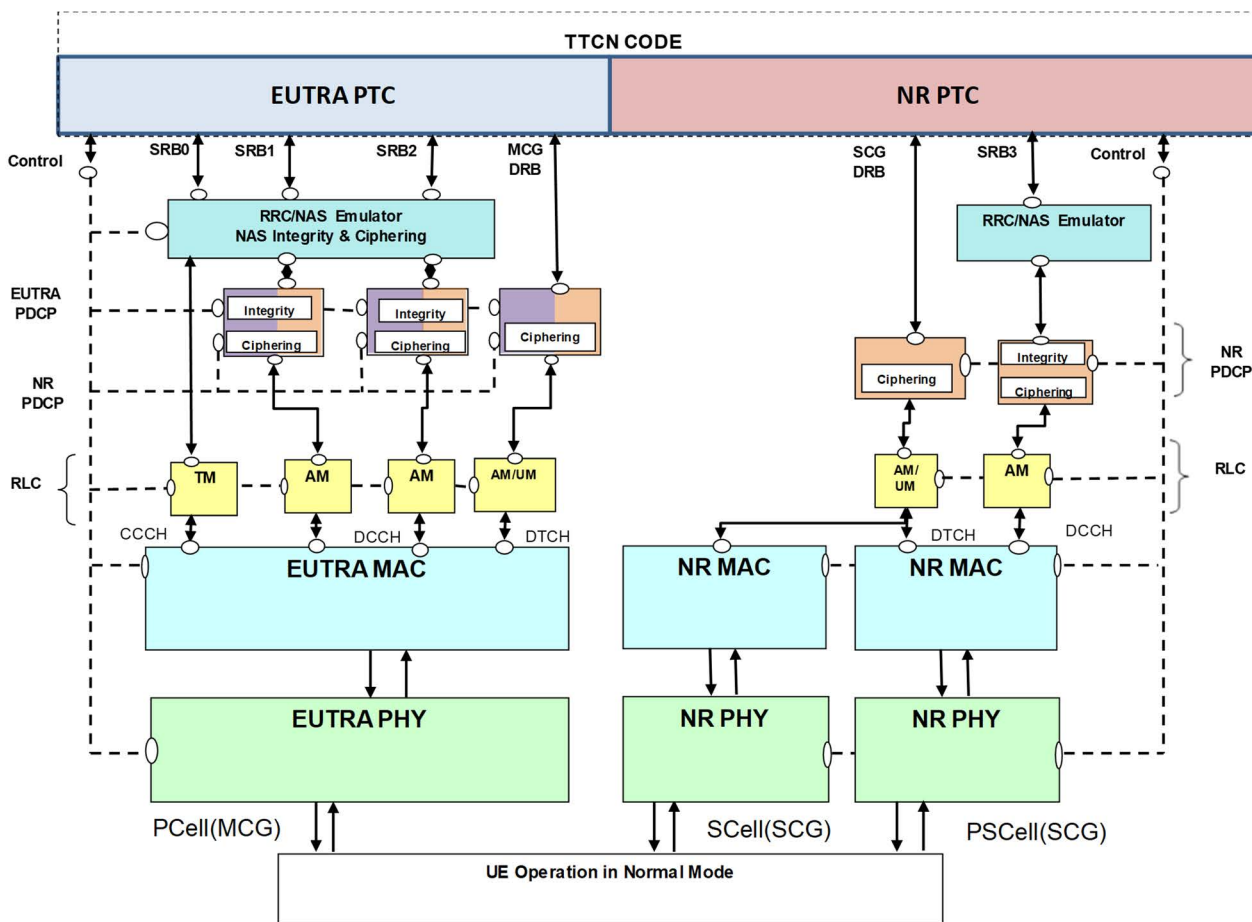 TTCN CODE
EUTRA PTC
NR PTC
Control
SRB0
SRB1
SRB2
MCG
DRB
SCG
DRB
SRB3
Control
RRC/NAS Emulator
NAS Integrity & Ciphering
RRC/NAS Emulator
EUTRA
PDCP
Integrity
Ciphering
Integrity
Ciphering
Ciphering
NR
PDCP
Ciphering
Integrity
Ciphering
NR
PDCP
RLC
TM
AM
AM
AM/UM
AM/
UM
AM
RLC
CCCH
DCCH
DTCH
DTCH
DCCH
EUTRA MAC
NR MAC
NR MAC
EUTRA PHY
NR PHY
NR PHY
PCell(MCG)
SCell(SCG)
PSCell(SCG)
UE Operation in Normal Mode